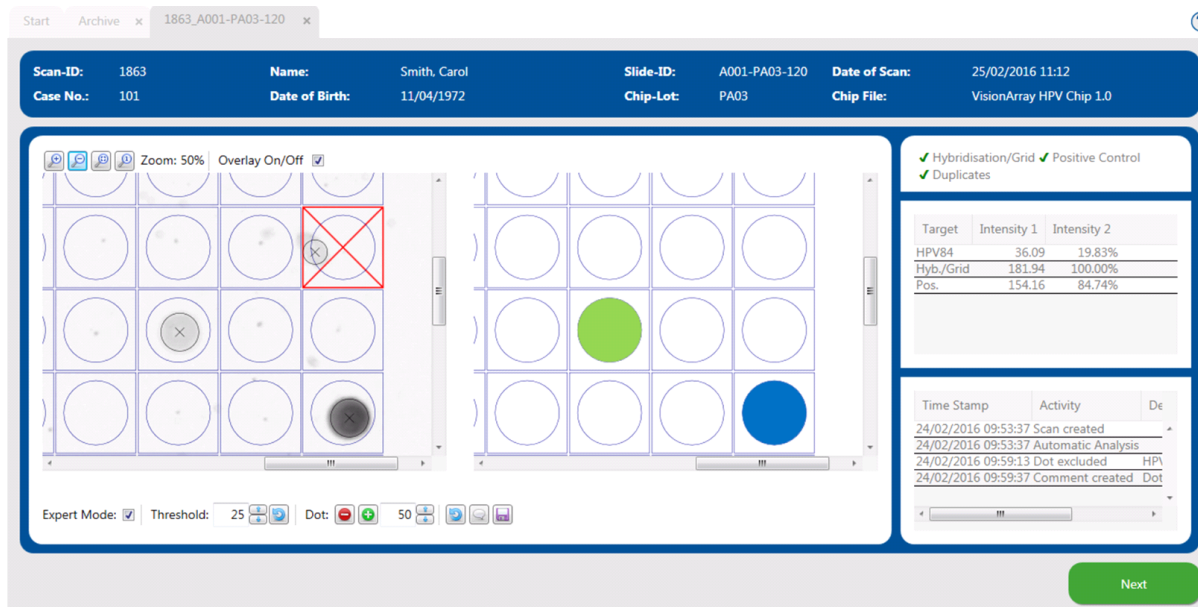 Start Archive × 1863_A001-PA03-120 ×
Scan-ID: 1863 Name: Smith, Carol Slide-ID: A001-PA03-120 Date of Scan: 25/02/2016 11:12
Case No.: 101 Date of Birth: 11/04/1972 Chip-Lot: PA03 Chip File: VisionArray HPV Chip 1.0
Zoom: 50% Overlay On/Off
✓ Hybridisation/Grid ✓ Positive Control
✓ Duplicates
Target Intensity 1 Intensity 2
HPV84 36.09 19.83%
Hyb./Grid 181.94 100.00%
Pos. 154.16 84.74%
Time Stamp Activity De
24/02/2016 09:53:37 Scan created
24/02/2016 09:53:37 Automatic Analysis
24/02/2016 09:59:13 Dot excluded HPV
24/02/2016 09:59:37 Comment created Dot
Expert Mode: Threshold: 25 Dot: 50
Next